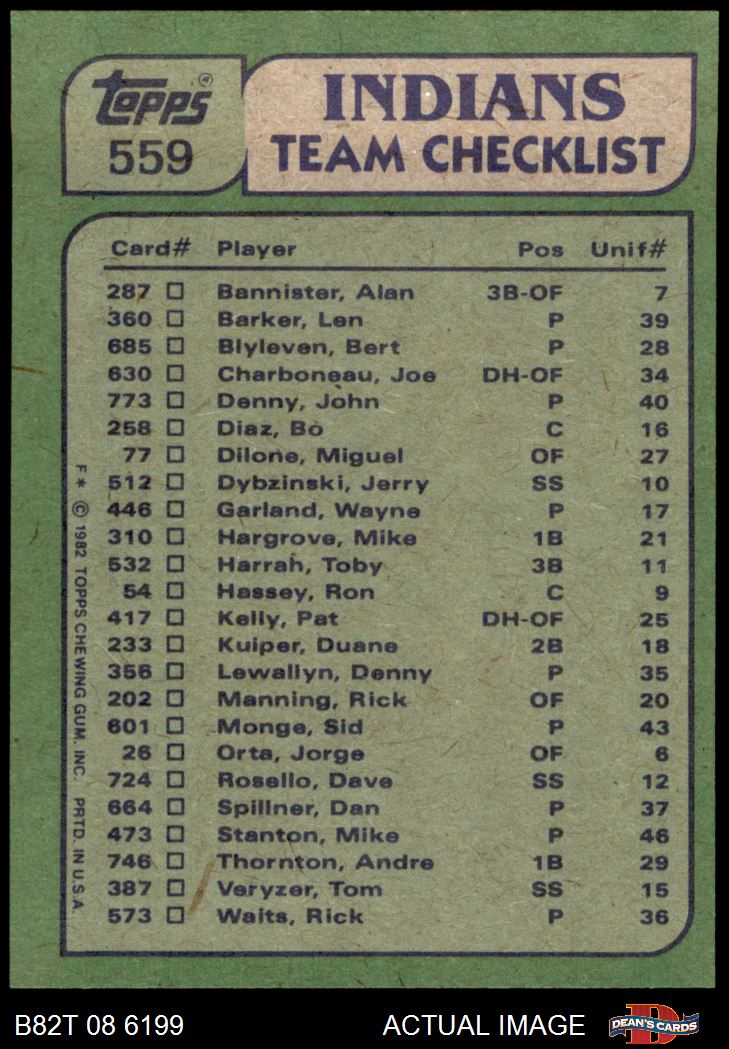 topps®
559
INDIANS
TEAM CHECKLIST
Card# Player Pos Unif#
287 Bannister, Alan 3B-OF 7
360 Barker, Len P 39
685 Blyleven, Bert P 28
630 Charboneau, Joe DH-OF 34
773 Denny, John P 40
258 Diaz, Bo C 16
77 Dilone, Miguel OF 27
512 Dybzinski, Jerry SS 10
446 Garland, Wayne P 17
310 Hargrove, Mike 1B 21
532 Harrah, Toby 3B 11
54 Hassey, Ron C 9
417 Kelly, Pat DH-OF 25
233 Kuiper, Duane 2B 18
356 Lewallyn, Denny P 35
202 Manning, Rick OF 20
601 Monge, Sid P 43
26 Orta, Jorge OF 6
724 Rosello, Dave SS 12
664 Spillner, Dan P 37
473 Stanton, Mike P 46
746 Thornton, Andre 1B 29
387 Veryzer, Tom SS 15
573 Waits, Rick P 36
F* © 1982 TOPPS CHEWING GUM, INC. PRTD. IN U.S.A.
B82T 08 6199 ACTUAL IMAGE
DEAN'S CARDS